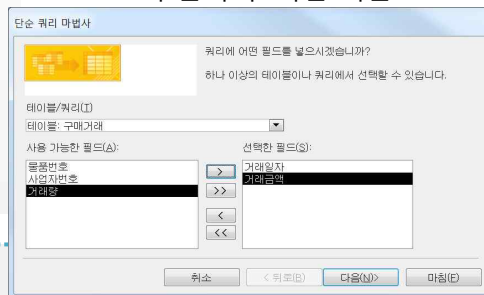 단순 쿼리 마법사
쿼리에 어떤 필드를 넣으시겠습니까?
하나 이상의 테이블이나 쿼리에서 선택할 수 있습니다.
테이블/쿼리(T)
테이블: 구매거래
사용 가능한 필드(A):
선택한 필드(S):
물품번호
사업자번호
거래량
>
>>
<
<<
거래일자
거래금액
취소
< 뒤로(B)
다음(N)>
마침(F)